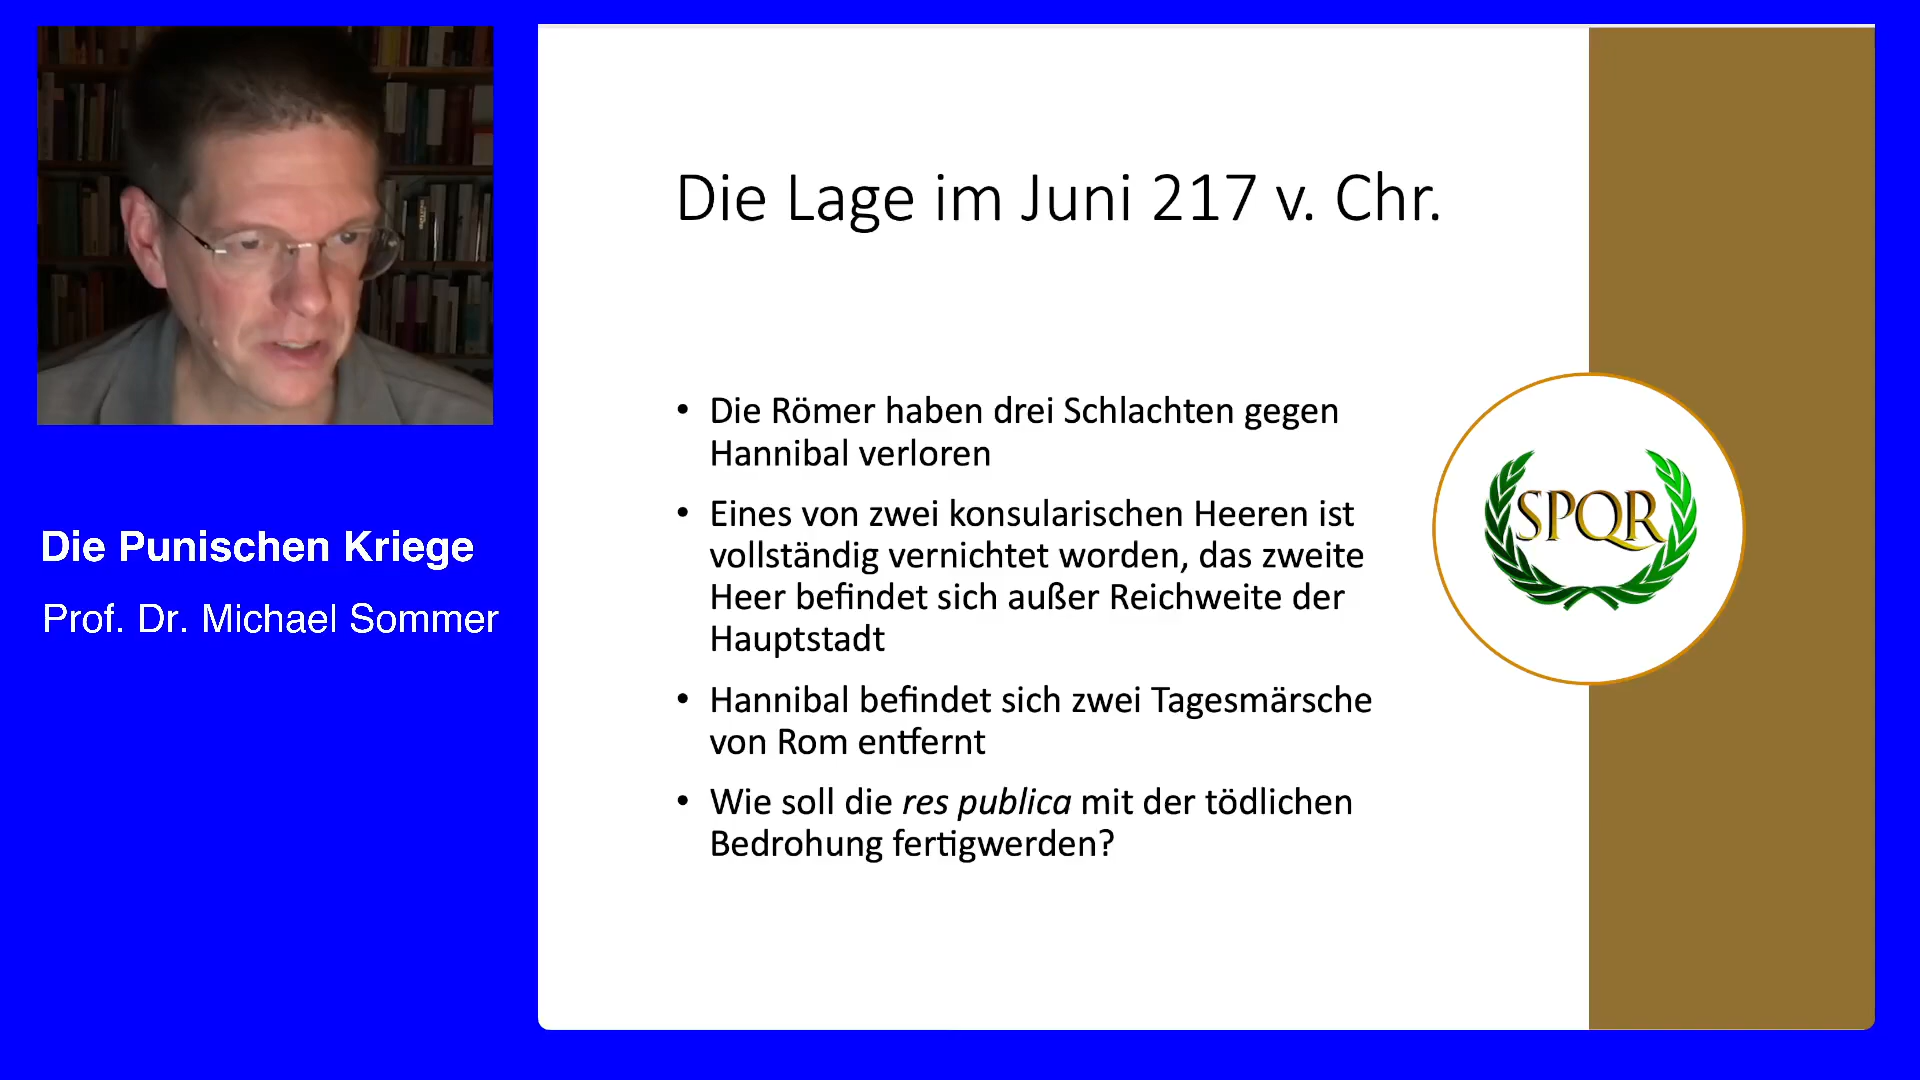 Die Punischen Kriege
Prof. Dr. Michael Sommer
Die Lage im Juni 217 v. Chr.
• Die Römer haben drei Schlachten gegen
Hannibal verloren
• Eines von zwei konsularischen Heeren ist
vollständig vernichtet worden, das zweite
Heer befindet sich außer Reichweite der
Hauptstadt
• Hannibal befindet sich zwei Tagesmärsche
von Rom entfernt
• Wie soll die res publica mit der tödlichen
Bedrohung fertigwerden?
SPQR